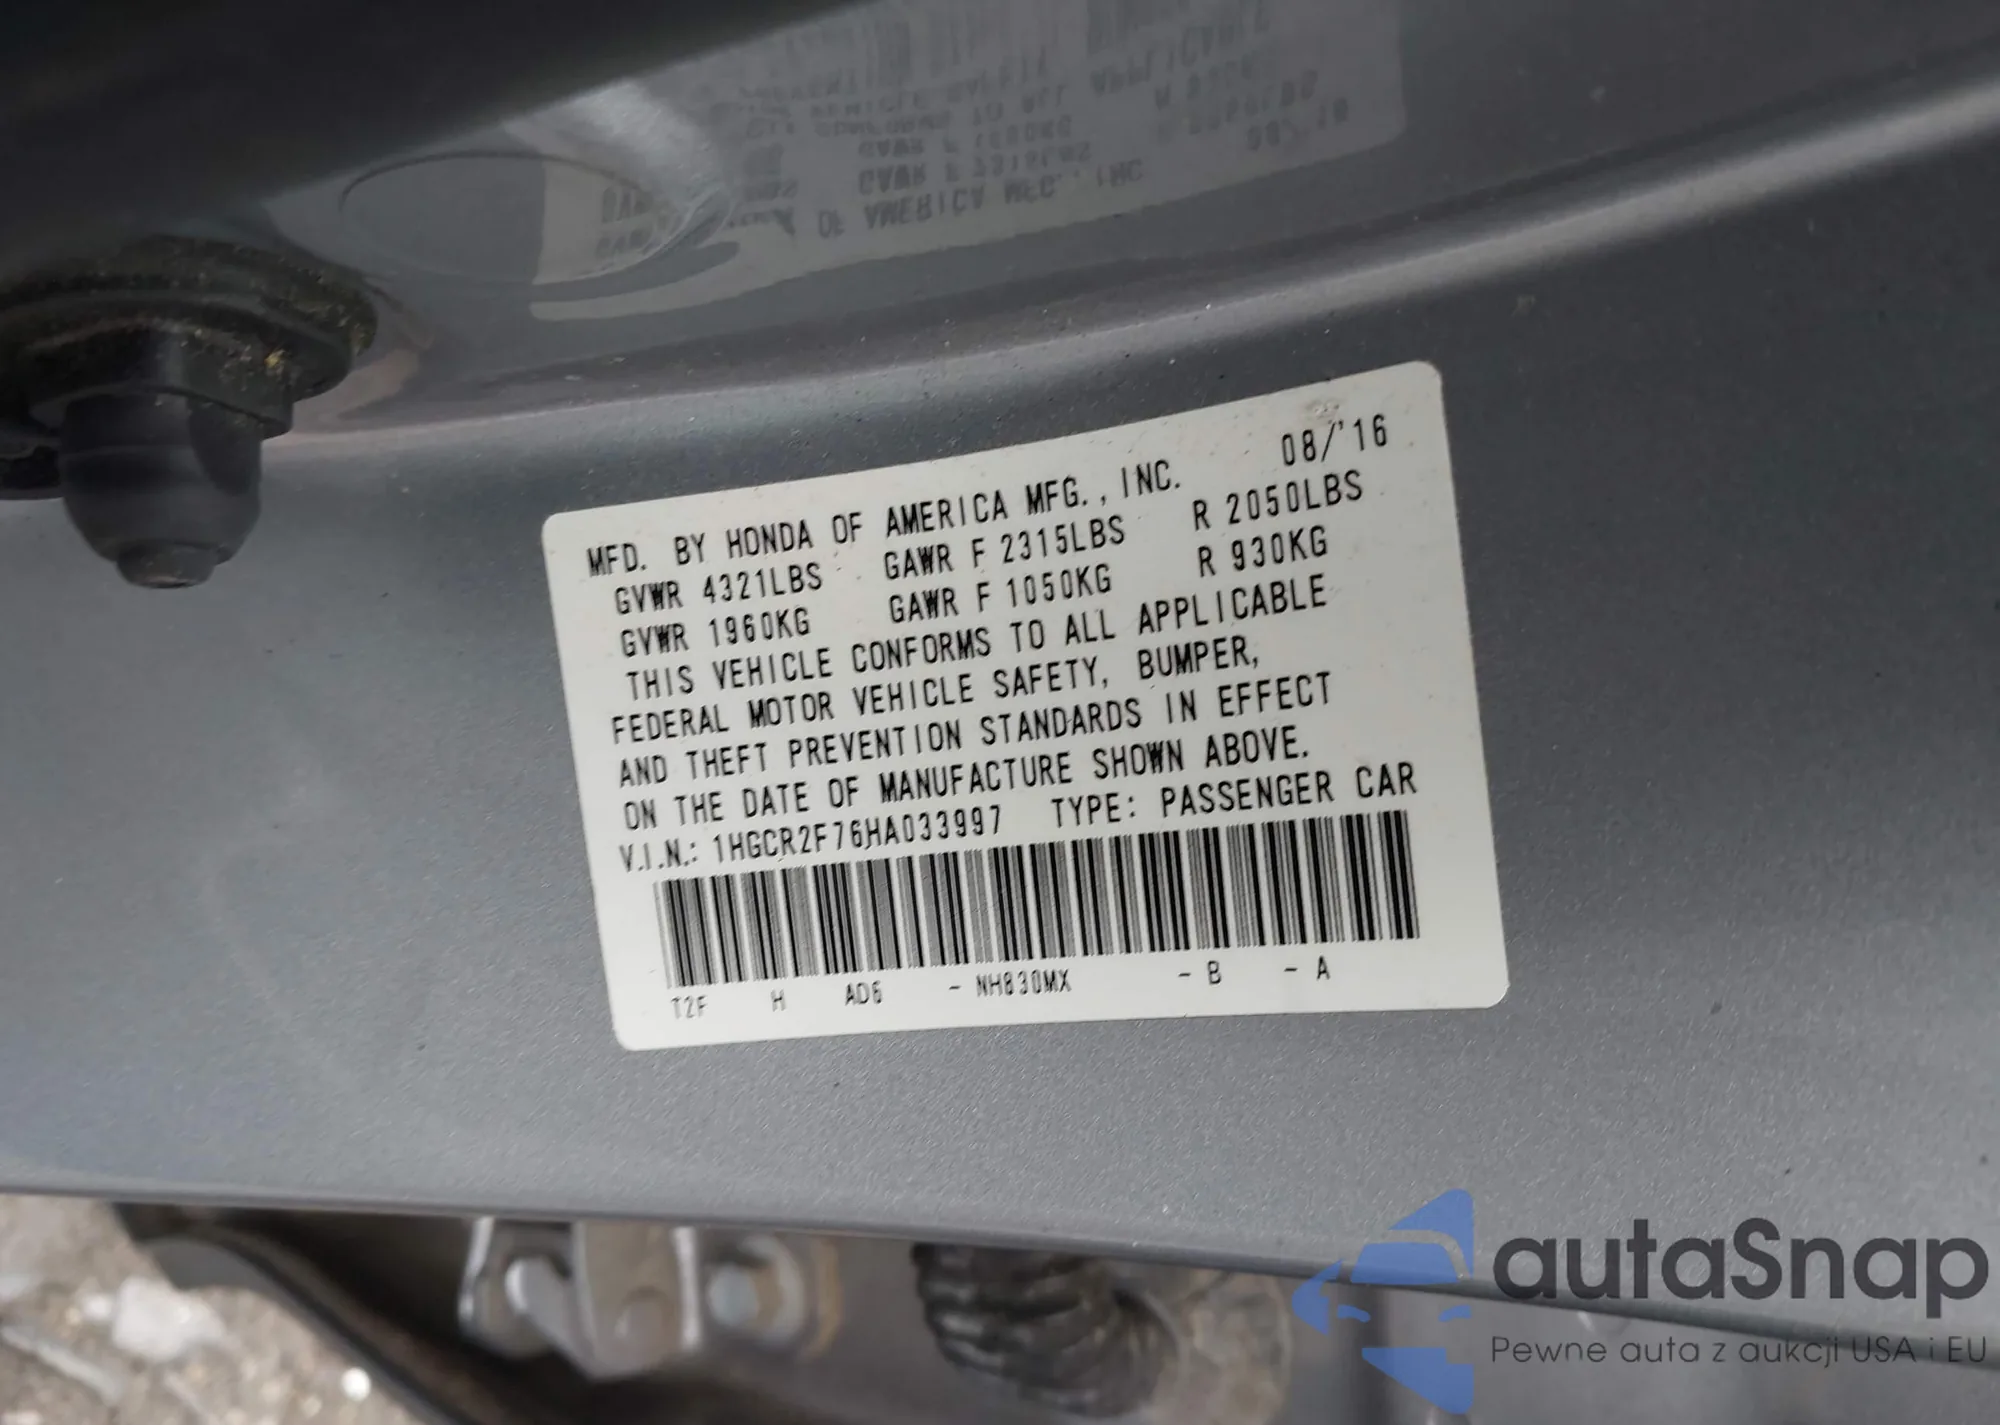 MFD. BY HONDA OF AMERICA MFG., INC. 08/'16
GVWR 4321LBS GAWR F 2315LBS R 2050LBS
GVWR 1960KG GAWR F 1050KG R 930KG
THIS VEHICLE CONFORMS TO ALL APPLICABLE
FEDERAL MOTOR VEHICLE SAFETY, BUMPER,
AND THEFT PREVENTION STANDARDS IN EFFECT
ON THE DATE OF MANUFACTURE SHOWN ABOVE.
V.I.N.: 1HGCR2F76HA033997 TYPE: PASSENGER CAR
T2F H AD6 - NH830MX - B - A
autaSnap
Pewne auta z aukcji USA i EU